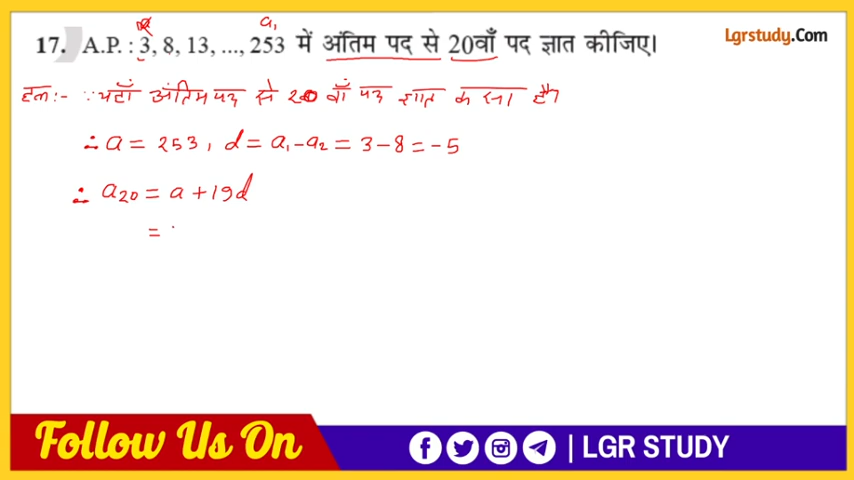 Lgrstudy.Com
a₁
17. A.P. : 3, 8, 13, ..., 253 में अंतिम पद से 20वाँ पद ज्ञात कीजिए।
हल:- ∵ यहाँ अंतिम पद से 20 वाँ पद ज्ञात करना है।
∴ a = 253, d = a₁-a₂ = 3-8 = -5
∴ a₂₀ = a + 19d
=
Follow Us On | LGR STUDY